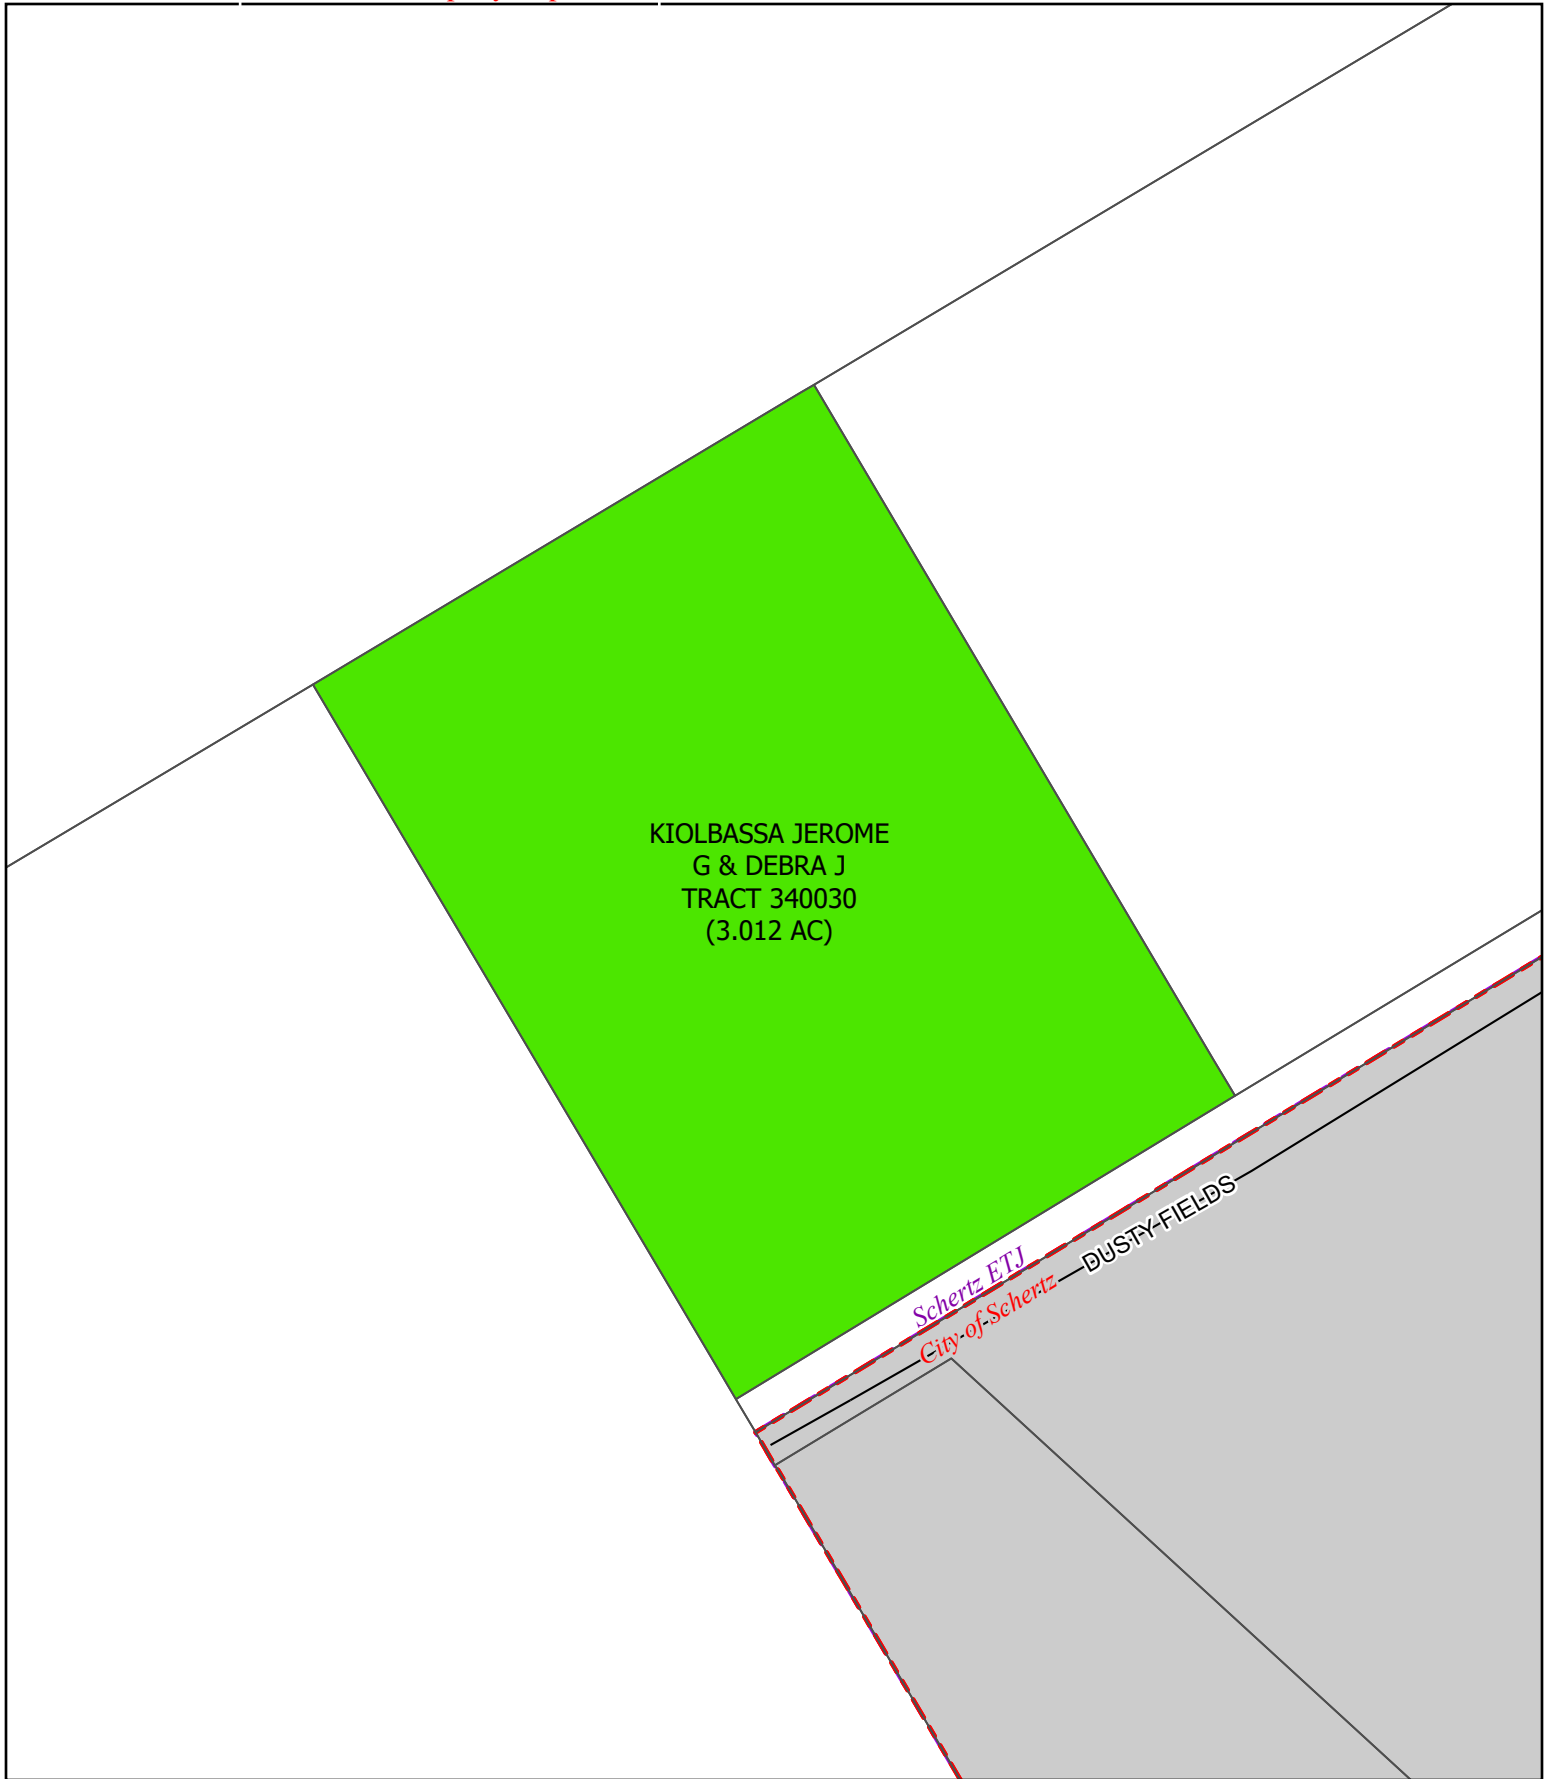 KIOLBASSA JEROME
G & DEBRA J
TRACT 340030
(3.012 AC)
DUSTY FIELDS
Schertz ETJ
City of Schertz